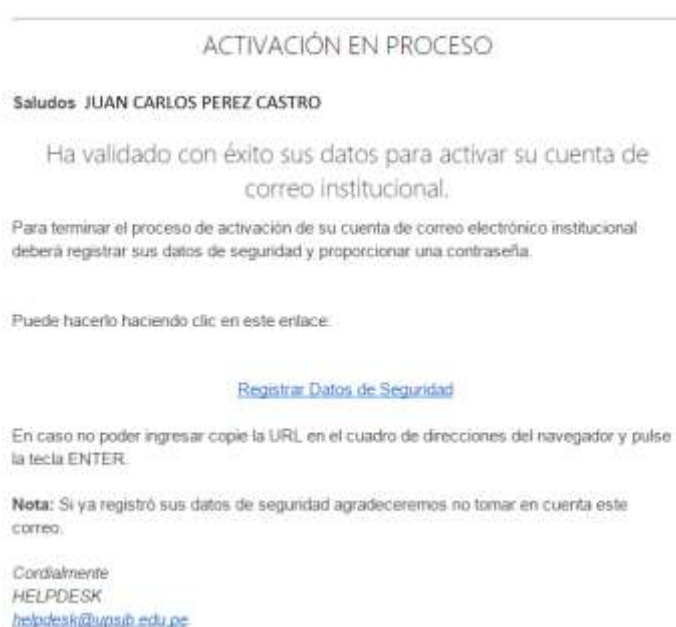 ACTIVACIÓN EN PROCESO
Saludos JUAN CARLOS PEREZ CASTRO
Ha validado con éxito sus datos para activar su cuenta de
correo institucional.
Para terminar el proceso de activación de su cuenta de correo electrónico institucional
deberá registrar sus datos de seguridad y proporcionar una contraseña.
Puede hacerlo haciendo clic en este enlace:
Registrar Datos de Seguridad
En caso no poder ingresar copie la URL en el cuadro de direcciones del navegador y pulse
la tecla ENTER.
Nota: Si ya registró sus datos de seguridad agradeceremos no tomar en cuenta este
correo.
Cordialmente
HELPDESK
helpdesk@upsjb.edu.pe